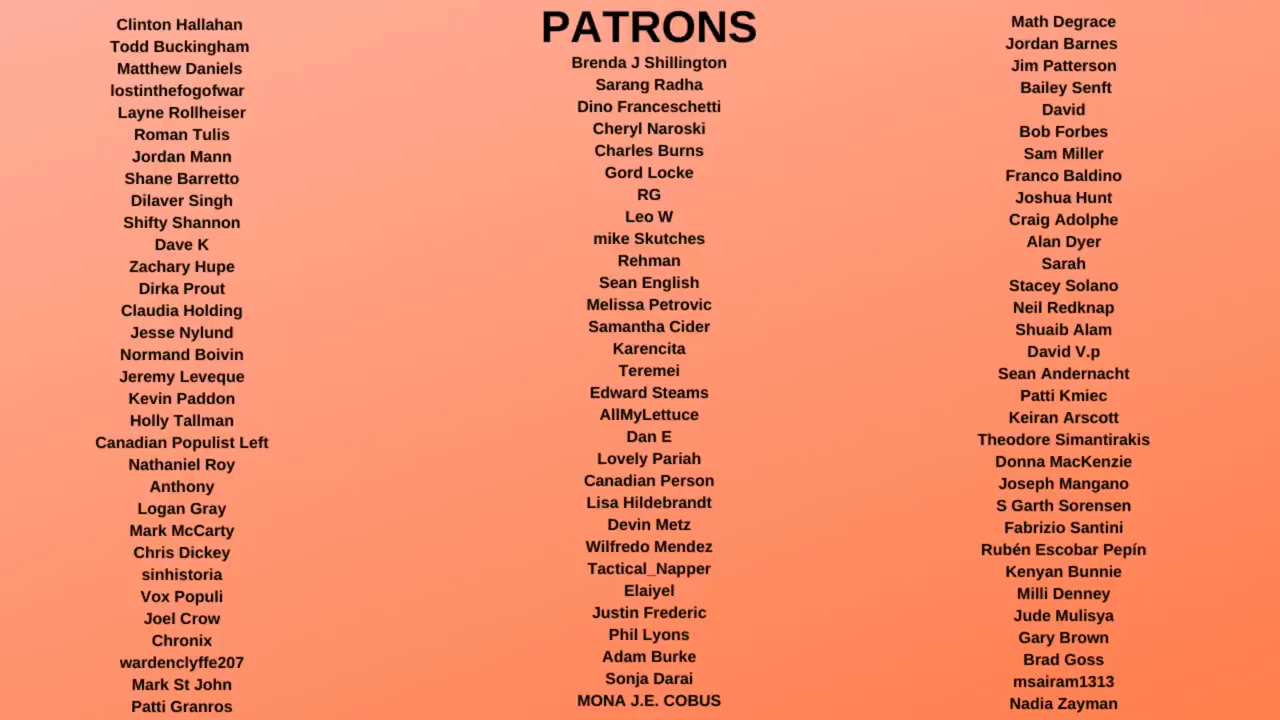 PATRONS
Clinton Hallahan
Todd Buckingham
Matthew Daniels
lostinthefogofwar
Layne Rollheiser
Roman Tulis
Jordan Mann
Shane Barretto
Dilaver Singh
Shifty Shannon
Dave K
Zachary Hupe
Dirka Prout
Claudia Holding
Jesse Nylund
Normand Boivin
Jeremy Leveque
Kevin Paddon
Holly Tallman
Canadian Populist Left
Nathaniel Roy
Anthony
Logan Gray
Mark McCarty
Chris Dickey
sinhistoria
Vox Populi
Joel Crow
Chronix
wardenclyffe207
Mark St John
Patti Granros
Brenda J Shillington
Sarang Radha
Dino Franceschetti
Cheryl Naroski
Charles Burns
Gord Locke
RG
Leo W
mike Skutches
Rehman
Sean English
Melissa Petrovic
Samantha Cider
Karencita
Teremei
Edward Steams
AllMyLettuce
Dan E
Lovely Pariah
Canadian Person
Lisa Hildebrandt
Devin Metz
Wilfredo Mendez
Tactical_Napper
Elaiyel
Justin Frederic
Phil Lyons
Adam Burke
Sonja Darai
MONA J.E. COBUS
Math Degrace
Jordan Barnes
Jim Patterson
Bailey Senft
David
Bob Forbes
Sam Miller
Franco Baldino
Joshua Hunt
Craig Adolphe
Alan Dyer
Sarah
Stacey Solano
Neil Redknap
Shuaib Alam
David V.p
Sean Andernacht
Patti Kmiec
Keiran Arscott
Theodore Simantirakis
Donna MacKenzie
Joseph Mangano
S Garth Sorensen
Fabrizio Santini
Rubén Escobar Pepín
Kenyan Bunnie
Milli Denney
Jude Mulisya
Gary Brown
Brad Goss
msairam1313
Nadia Zayman